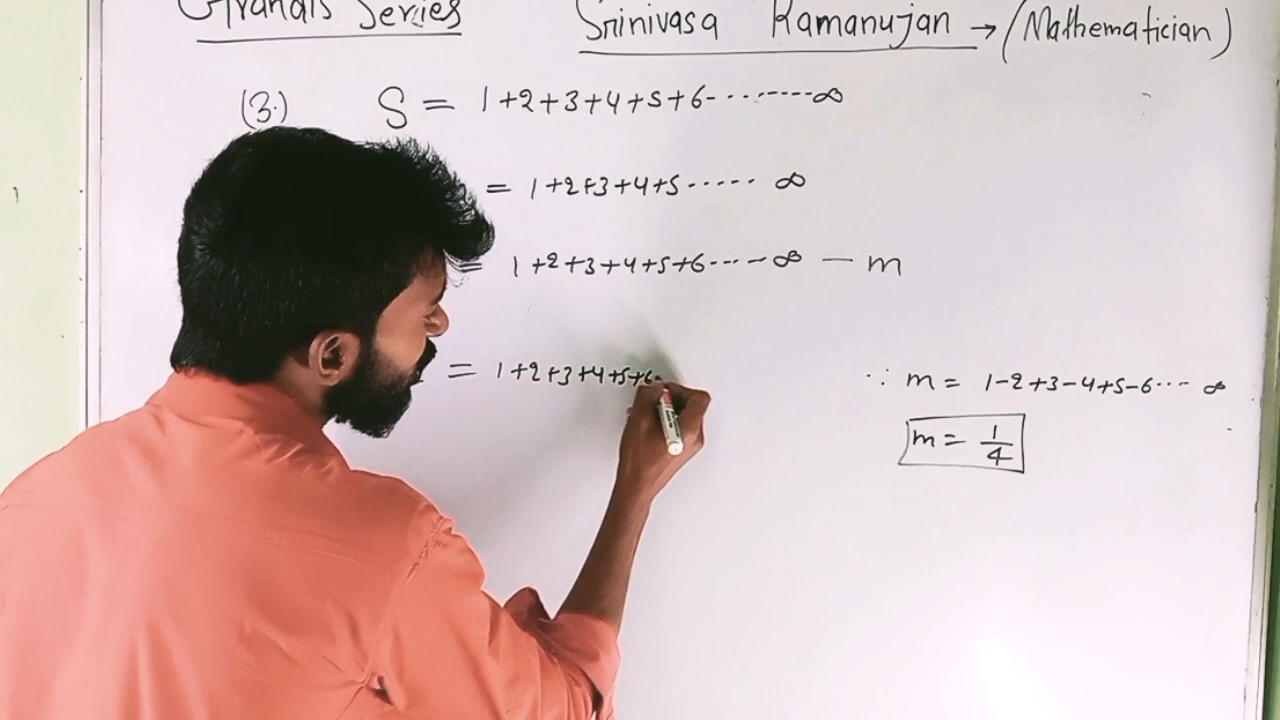 Grandis Series
Srinivasa Ramanujan → (Mathematician)
(3.) S = 1+2+3+4+5+6-········∞
= 1+2+3+4+5······ ∞
= 1+2+3+4+5+6----∞ — m
= 1+2+3+4+5+6-
∵ m = 1-2+3-4+5-6···- ∞
m = 1/4